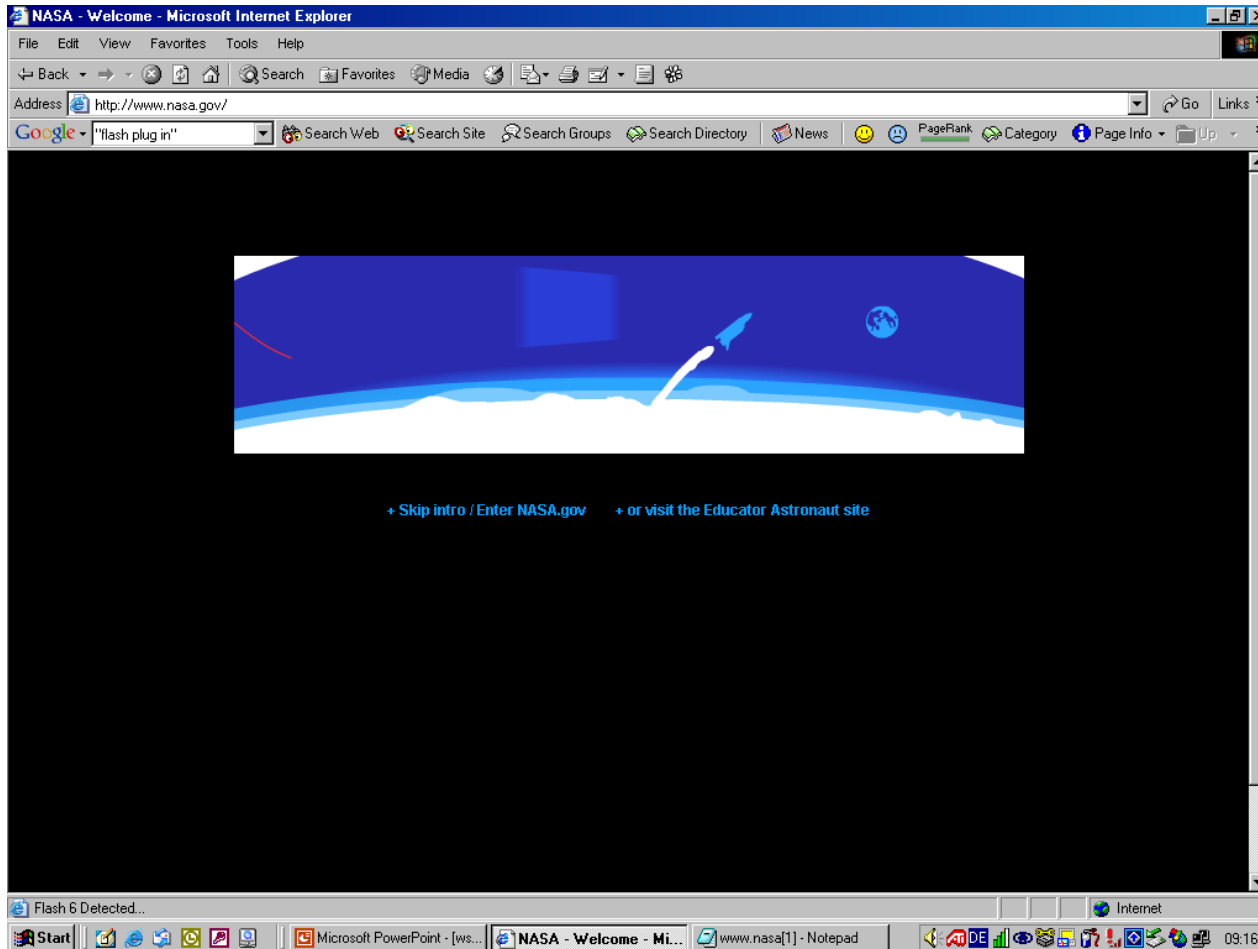 NASA - Welcome - Microsoft Internet Explorer
File Edit View Favorites Tools Help
Back Search Favorites Media
Address http://www.nasa.gov/ Go Links
Google "flash plug in" Search Web Search Site Search Groups Search Directory News PageRank Category Page Info Up
+ Skip intro / Enter NASA.gov + or visit the Educator Astronaut site
Flash 6 Detected... Internet
Start Microsoft PowerPoint - [ws... NASA - Welcome - Mi... www.nasa[1] - Notepad DE